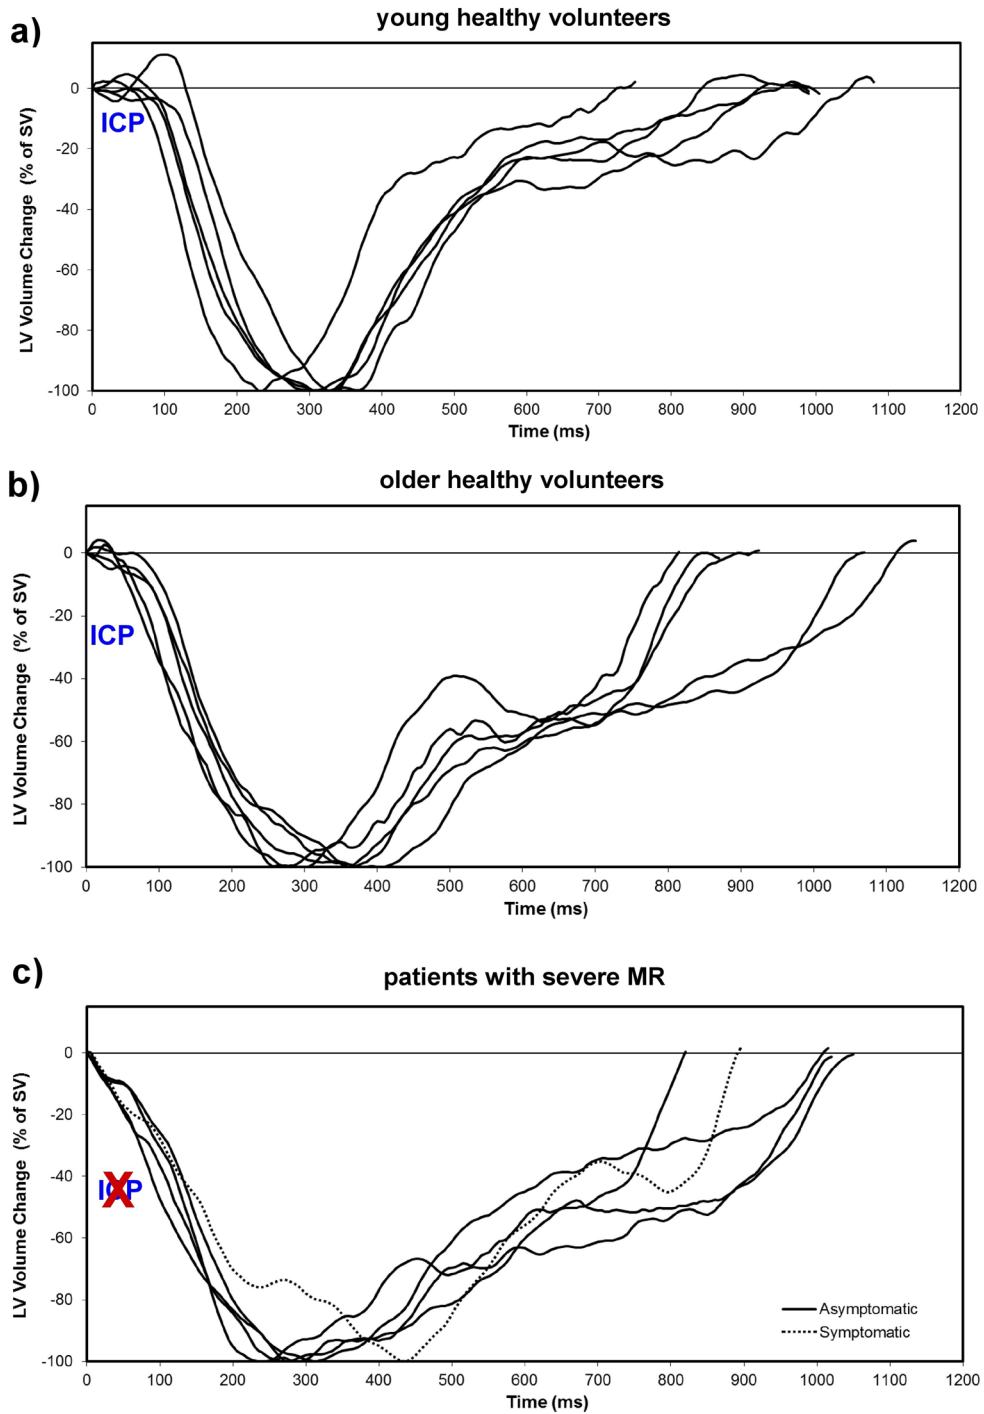 a)
young healthy volunteers
LV Volume Change (% of SV)
0
-20
-40
-60
-80
-100
ICP
0 100 200 300 400 500 600 700 800 900 1000 1100 1200
Time (ms)
b)
older healthy volunteers
LV Volume Change (% of SV)
0
-20
-40
-60
-80
-100
ICP
0 100 200 300 400 500 600 700 800 900 1000 1100 1200
Time (ms)
c)
patients with severe MR
LV Volume Change (% of SV)
0
-20
-40
-60
-80
-100
ICP
X
Asymptomatic
Symptomatic
0 100 200 300 400 500 600 700 800 900 1000 1100 1200
Time (ms)